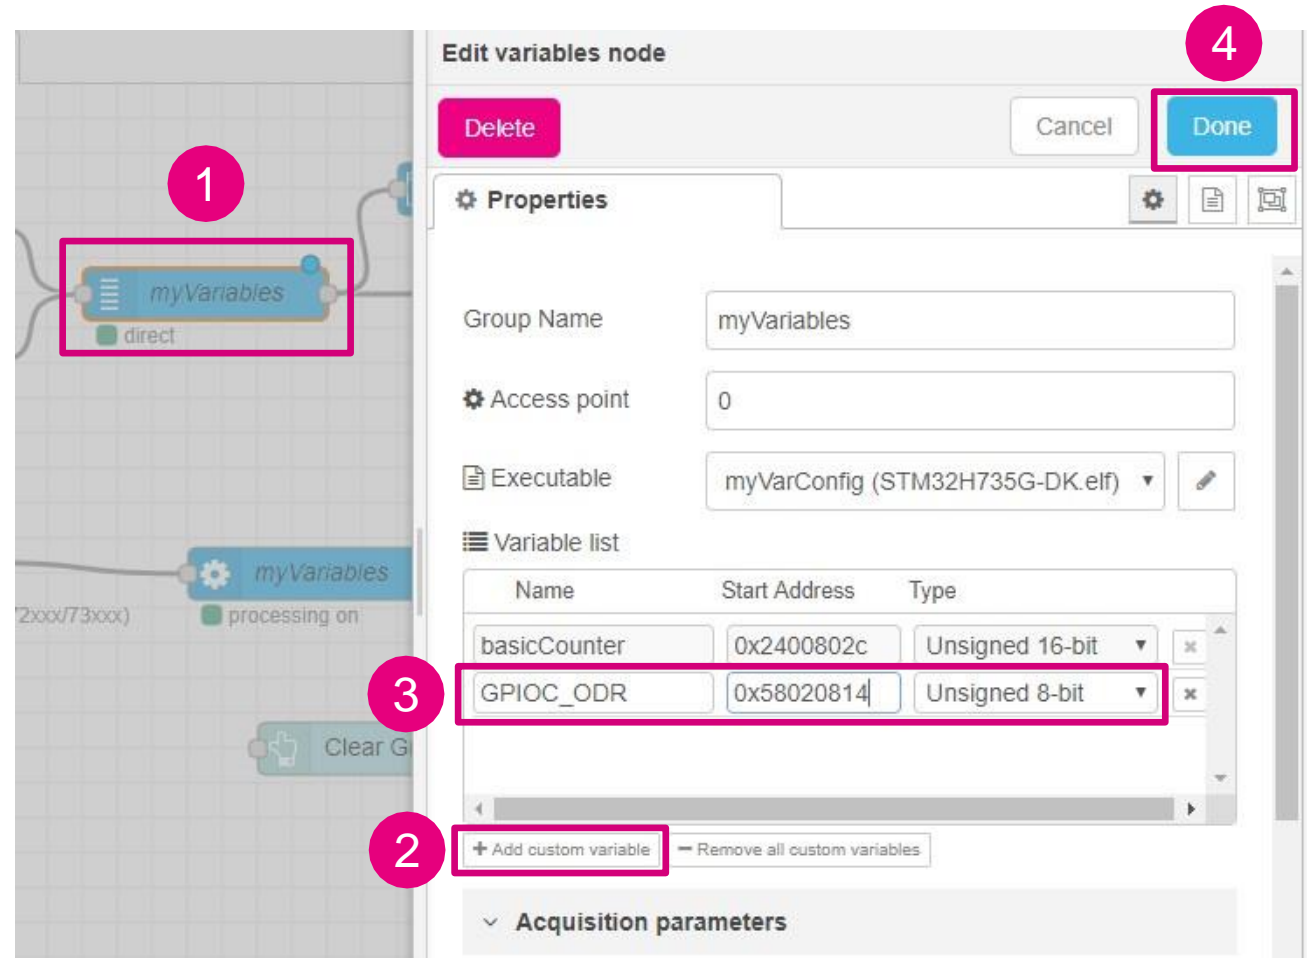 4
Edit variables node
Delete
Cancel
Done
1
Properties
myVariables
direct
Group Name
myVariables
Access point
0
Executable
myVarConfig (STM32H735G-DK.elf)
Variable list
myVariables
processing on
2xxx/73xxx)
Name Start Address Type
basicCounter 0x2400802c Unsigned 16-bit
3
GPIOC_ODR 0x58020814 Unsigned 8-bit
Clear G
2
+ Add custom variable
− Remove all custom variables
Acquisition parameters